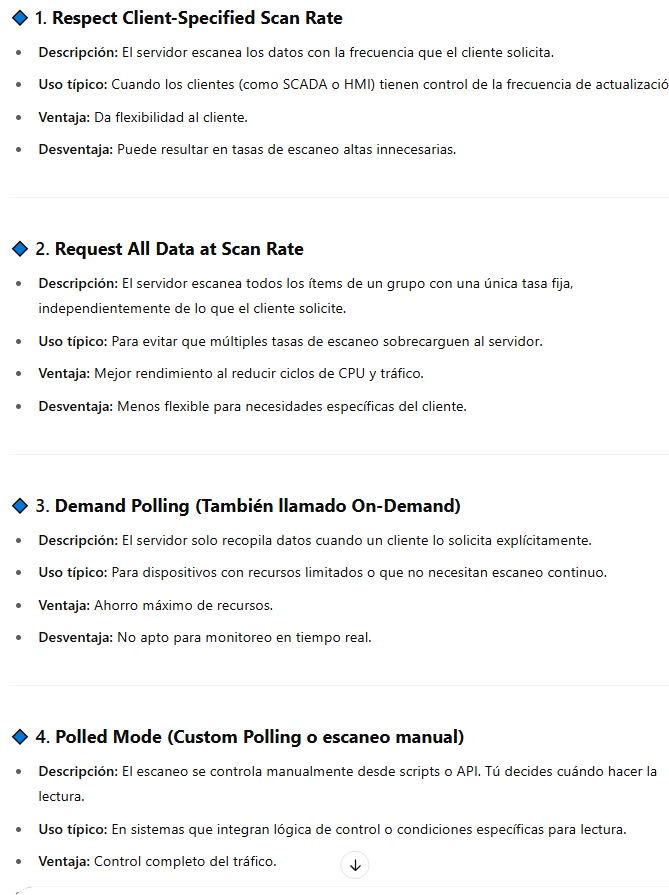 1. Respect Client-Specified Scan Rate
Descripción: El servidor escanea los datos con la frecuencia que el cliente solicita.
Uso típico: Cuando los clientes (como SCADA o HMI) tienen control de la frecuencia de actualizació
Ventaja: Da flexibilidad al cliente.
Desventaja: Puede resultar en tasas de escaneo altas innecesarias.
2. Request All Data at Scan Rate
Descripción: El servidor escanea todos los ítems de un grupo con una única tasa fija,
independientemente de lo que el cliente solicite.
Uso típico: Para evitar que múltiples tasas de escaneo sobrecarguen al servidor.
Ventaja: Mejor rendimiento al reducir ciclos de CPU y tráfico.
Desventaja: Menos flexible para necesidades específicas del cliente.
3. Demand Polling (También llamado On-Demand)
Descripción: El servidor solo recopila datos cuando un cliente lo solicita explícitamente.
Uso típico: Para dispositivos con recursos limitados o que no necesitan escaneo continuo.
Ventaja: Ahorro máximo de recursos.
Desventaja: No apto para monitoreo en tiempo real.
4. Polled Mode (Custom Polling o escaneo manual)
Descripción: El escaneo se controla manualmente desde scripts o API. Tú decides cuándo hacer la
lectura.
Uso típico: En sistemas que integran lógica de control o condiciones específicas para lectura.
Ventaja: Control completo del tráfico.